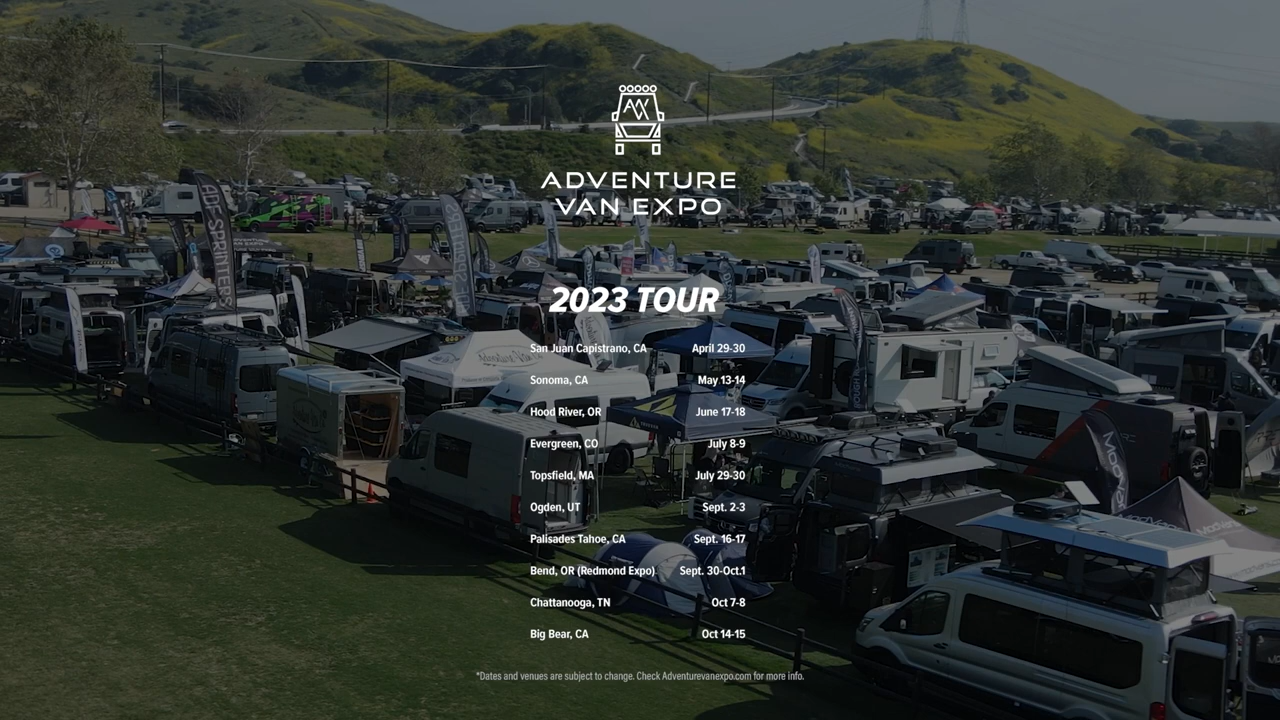 ADVENTURE
VAN EXPO
2023 TOUR
San Juan Capistrano, CA April 29-30
Sonoma, CA May 13-14
Hood River, OR June 17-18
Evergreen, CO July 8-9
Topsfield, MA July 29-30
Ogden, UT Sept. 2-3
Palisades Tahoe, CA Sept. 16-17
Bend, OR (Redmond Expo) Sept. 30-Oct.1
Chattanooga, TN Oct 7-8
Big Bear, CA Oct 14-15
*Dates and venues are subject to change. Check Adventurevanexpo.com for more info.